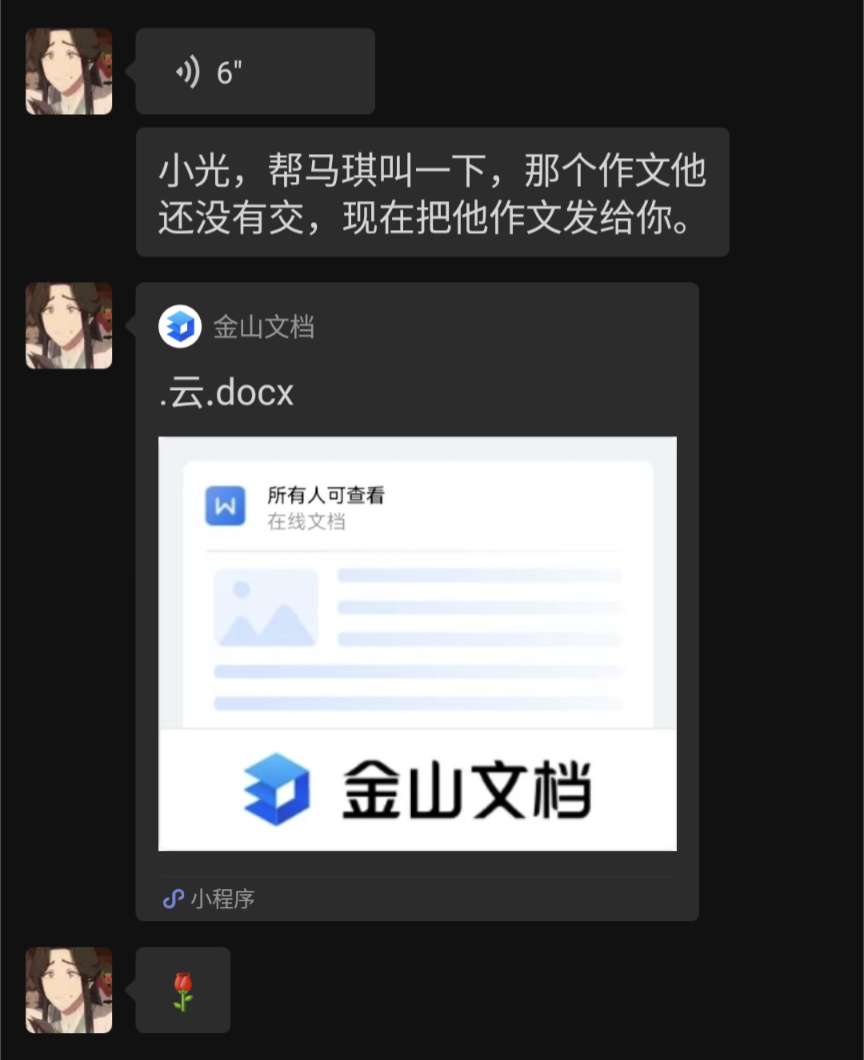 6"
小光，帮马琪叫一下，那个作文他
还没有交，现在把他作文发给你。
金山文档
.云.docx
所有人可查看
在线文档
金山文档
小程序